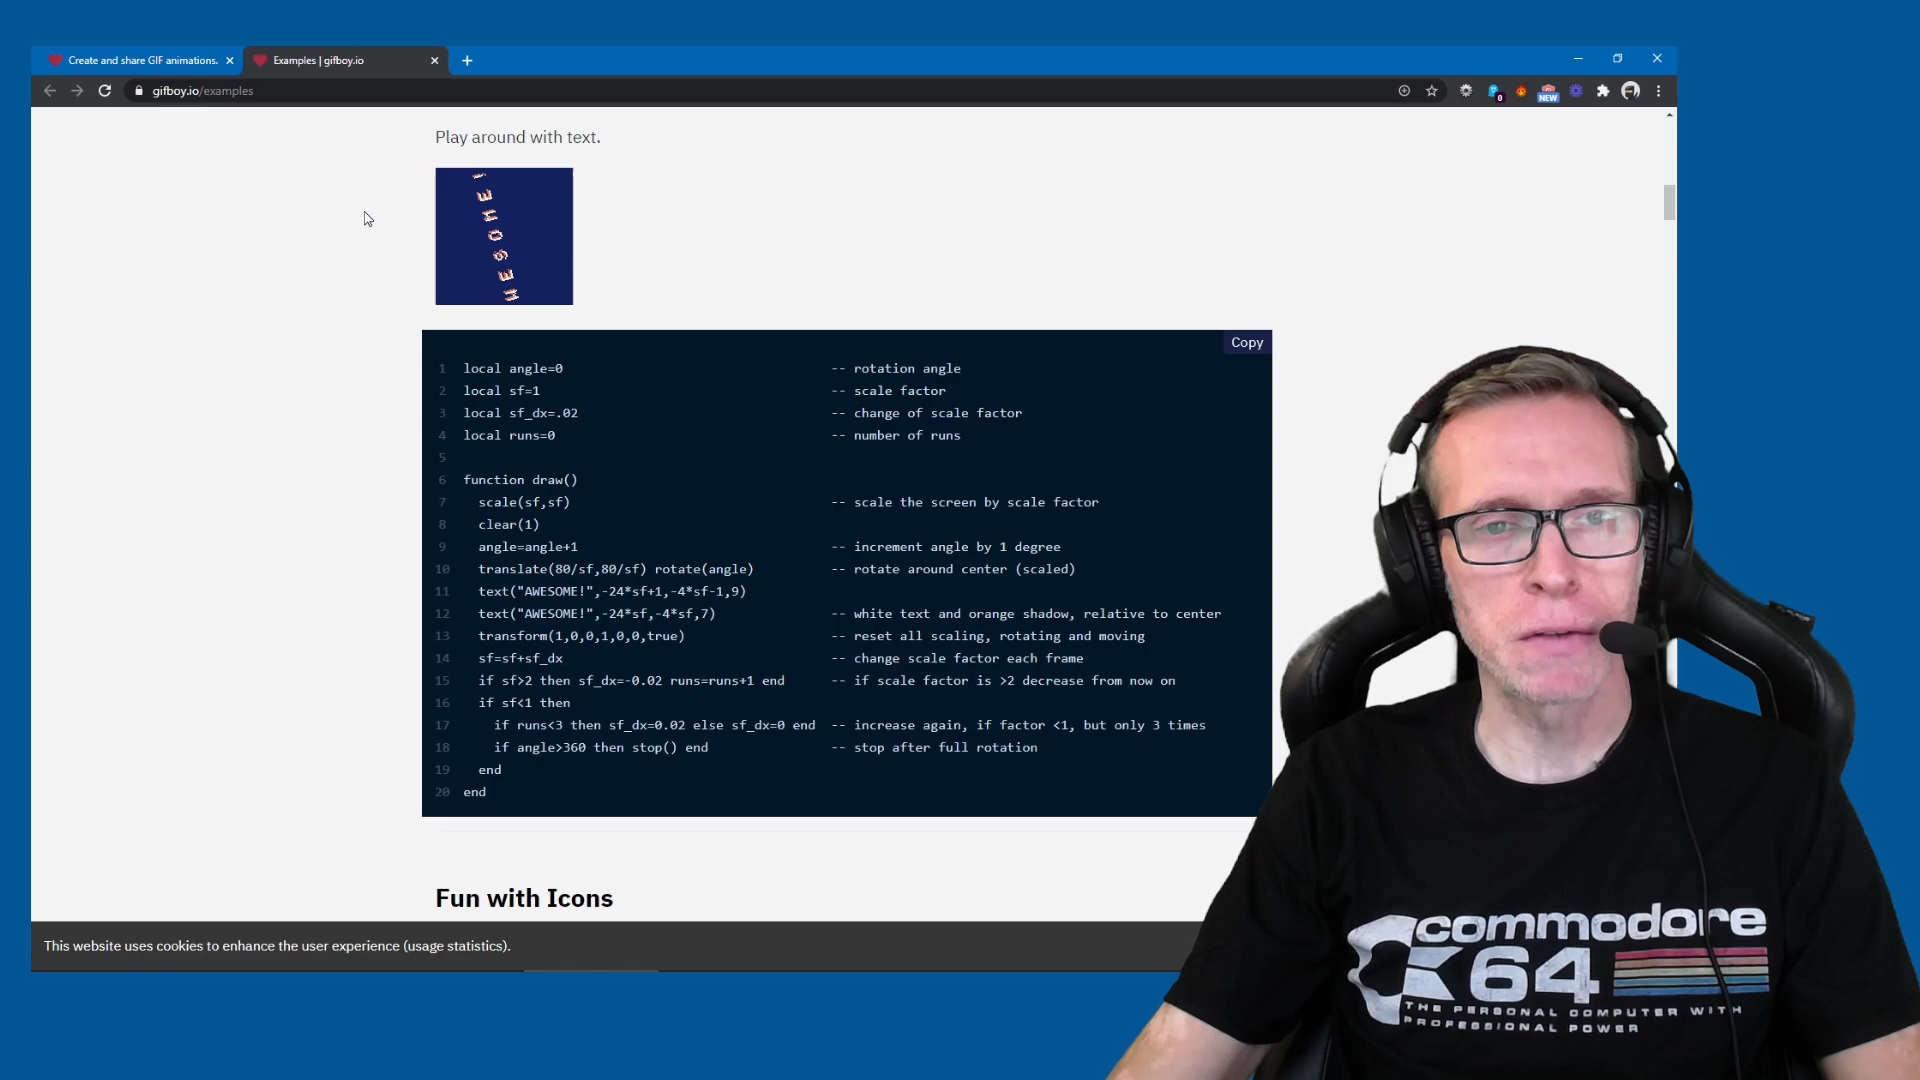 Create and share GIF animations.
Examples | gifboy.io
gifboy.io/examples
0
NEW
Play around with text.
AWESOME!
Copy
1 local angle=0 -- rotation angle
2 local sf=1 -- scale factor
3 local sf_dx=.02 -- change of scale factor
4 local runs=0 -- number of runs
5
6 function draw()
7 scale(sf,sf) -- scale the screen by scale factor
8 clear(1)
9 angle=angle+1 -- increment angle by 1 degree
10 translate(80/sf,80/sf) rotate(angle) -- rotate around center (scaled)
11 text("AWESOME!",-24*sf+1,-4*sf-1,9)
12 text("AWESOME!",-24*sf,-4*sf,7) -- white text and orange shadow, relative to center
13 transform(1,0,0,1,0,0,true) -- reset all scaling, rotating and moving
14 sf=sf+sf_dx -- change scale factor each frame
15 if sf>2 then sf_dx=-0.02 runs=runs+1 end -- if scale factor is >2 decrease from now on
16 if sf<1 then
17 if runs<3 then sf_dx=0.02 else sf_dx=0 end -- increase again, if factor <1, but only 3 times
18 if angle>360 then stop() end -- stop after full rotation
19 end
20 end
Fun with Icons
This website uses cookies to enhance the user experience (usage statistics).
commodore
64
THE PERSONAL COMPUTER WITH
PROFESSIONAL POWER